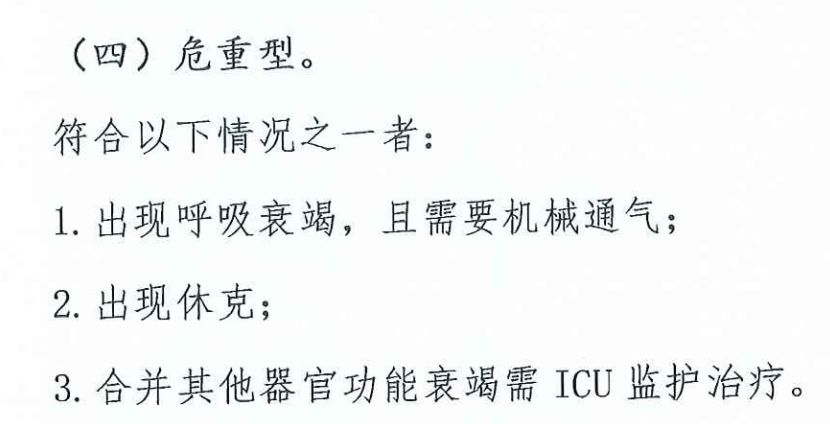 （四）危重型。
符合以下情况之一者：
1. 出现呼吸衰竭，且需要机械通气；
2. 出现休克；
3. 合并其他器官功能衰竭需 ICU 监护治疗。